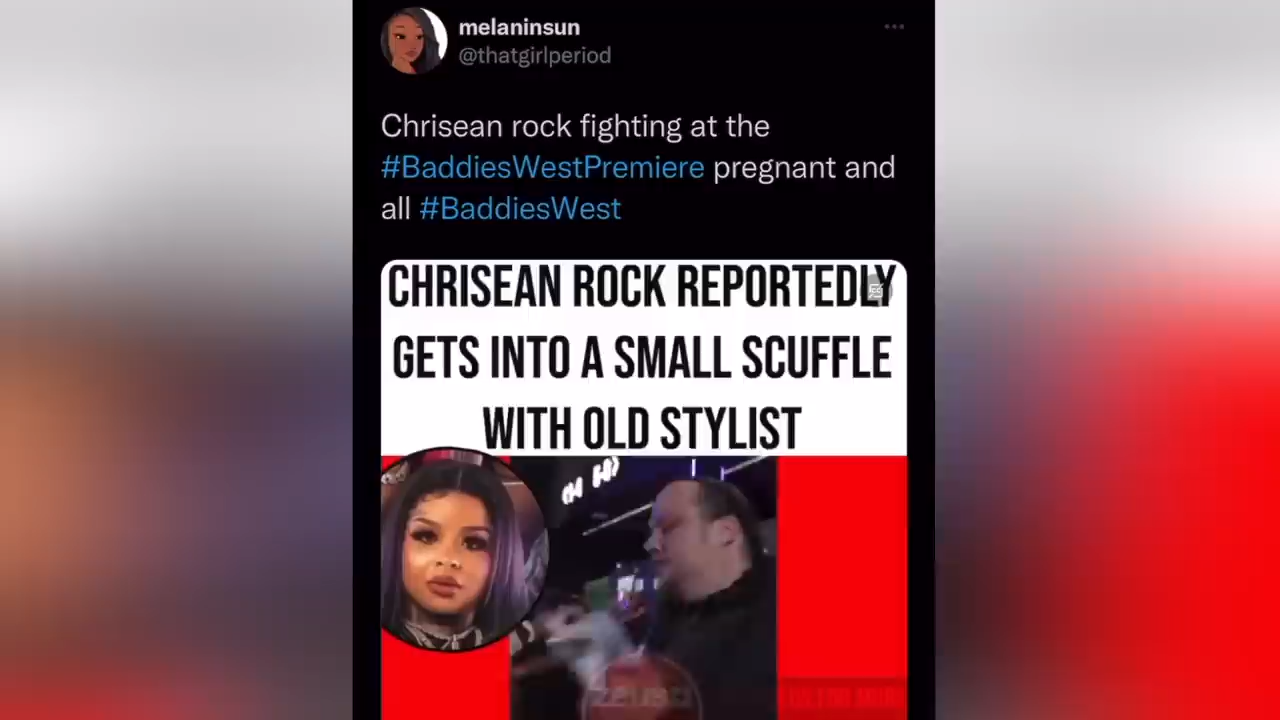 melaninsun
@thatgirlperiod
Chrisean rock fighting at the
#BaddiesWestPremiere pregnant and
all #BaddiesWest
CHRISEAN ROCK REPORTEDLY
GETS INTO A SMALL SCUFFLE
WITH OLD STYLIST